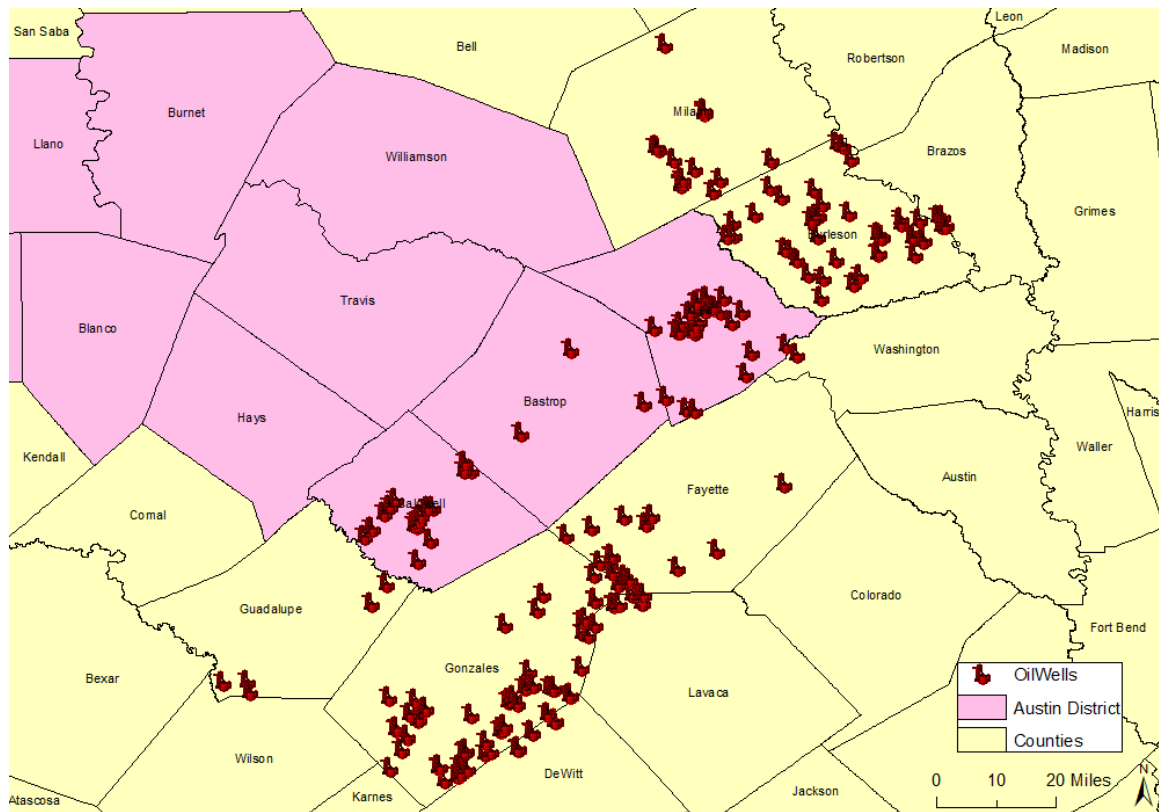 Leon
San Saba
Bell
Madison
Robertson
Burnet
Llano
Williamson
Brazos
Grimes
Travis
Blanco
Washington
Bastrop
Hays
Harris
Kendall
Waller
Fayette
Austin
Comal
Colorado
Guadalupe
Fort Bend
Bexar
Gonzales
Lavaca
OilWells
Austin District
Counties
Wilson
DeWitt
Karnes
Jackson
Atascosa
N
0 10 20 Miles